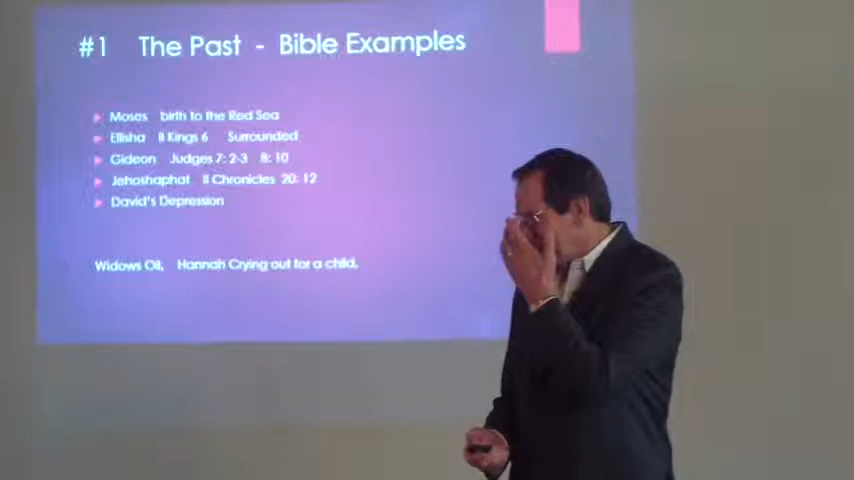 #1 The Past - Bible Examples
Moses birth to the Red Sea
Elisha II Kings 6 Surrounded
Gideon Judges 7: 2-3 8: 10
Jehoshaphat II Chronicles 20: 12
David's Depression
Widows Oil, Hannah Crying out for a child,